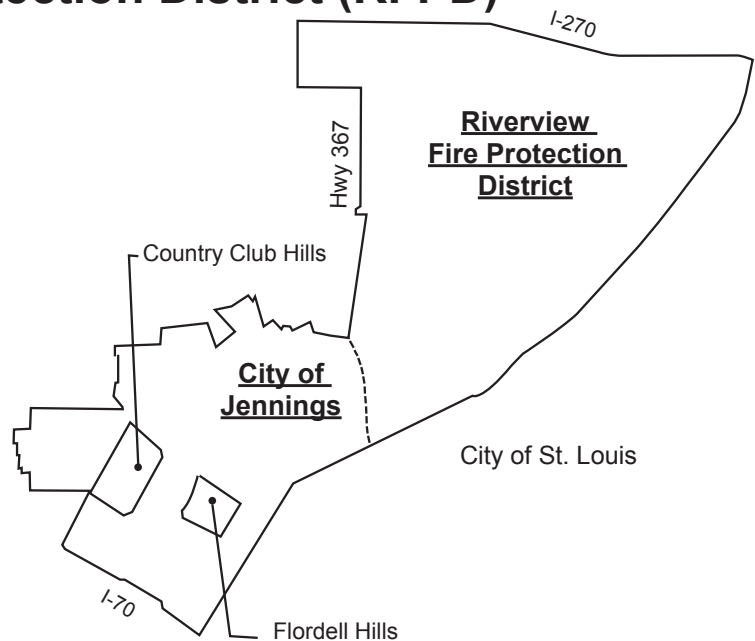 District
I-270
Riverview
Fire Protection
District
Hwy 367
Country Club Hills
City of
Jennings
City of St. Louis
I-70
Flordell Hills